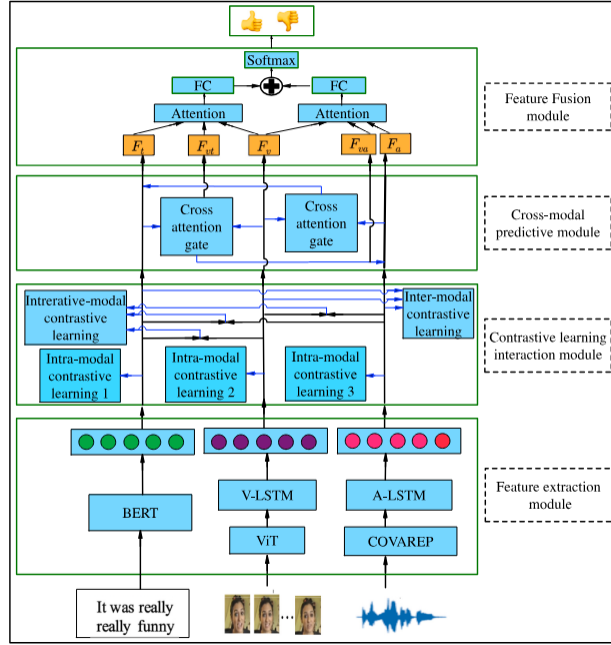 Softmax
FC
FC
Attention
Attention
Feature Fusion
module
F_t
F_vt
F_v
F_va
F_a
Cross
attention
gate
Cross
attention
gate
Cross-modal
predictive module
Intrerative-modal
contrastive
learning
Inter-modal
contrastive
learning
Contrastive learning
interaction module
Intra-modal
contrastive
learning 1
Intra-modal
contrastive
learning 2
Intra-modal
contrastive
learning 3
V-LSTM
A-LSTM
Feature extraction
module
BERT
ViT
COVAREP
It was really
really funny